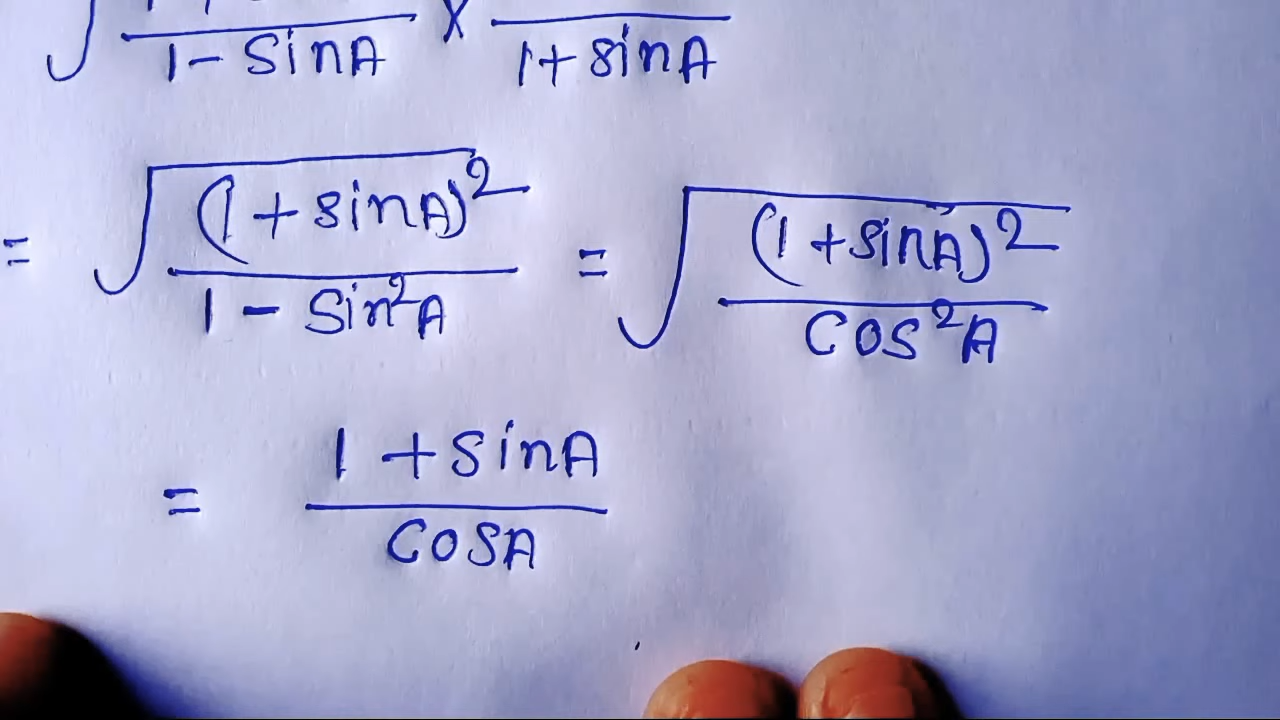 √ 1 - SinA × 1 + sinA
= √ (1 + sinA)² / 1 - Sin²A = √ (1 + sinA)² / Cos²A
= 1 + sinA / CosA